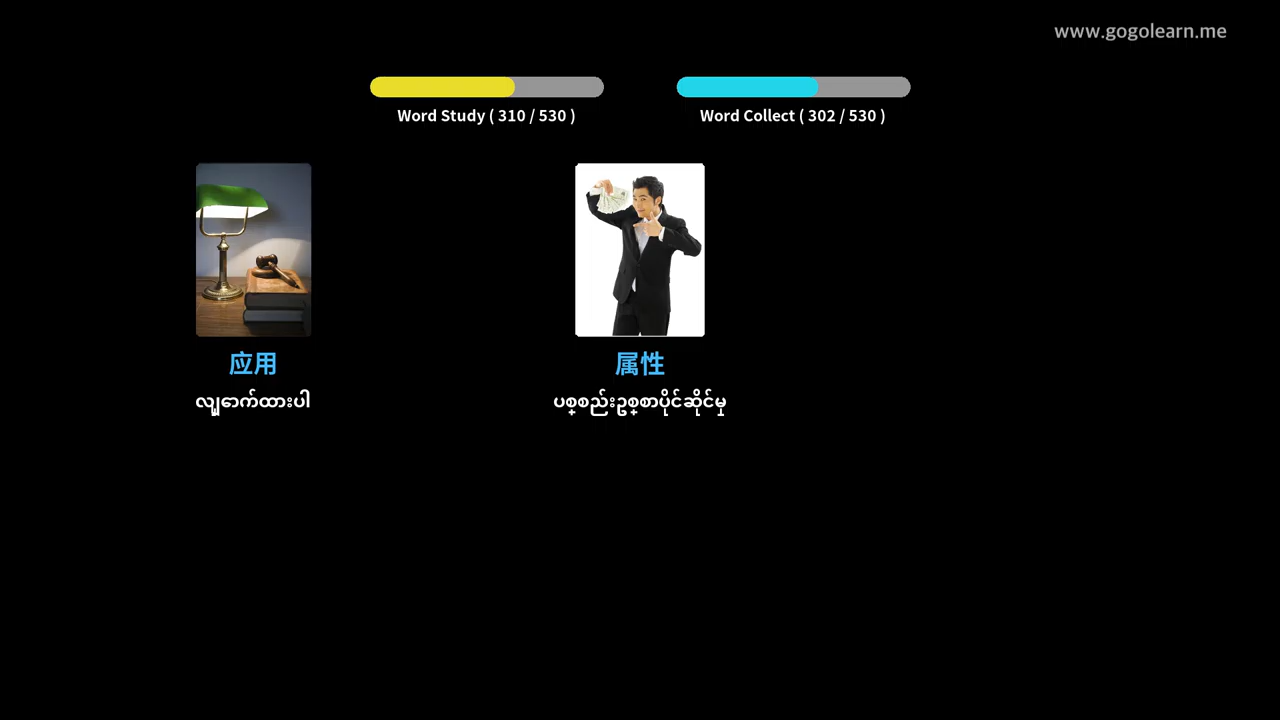 www.gogolearn.me
Word Study ( 310 / 530 )
Word Collect ( 302 / 530 )
应用
属性
လျှောက်ထားပါ
ပစ္စည်းဥစ္စာပိုင်ဆိုင်မှု